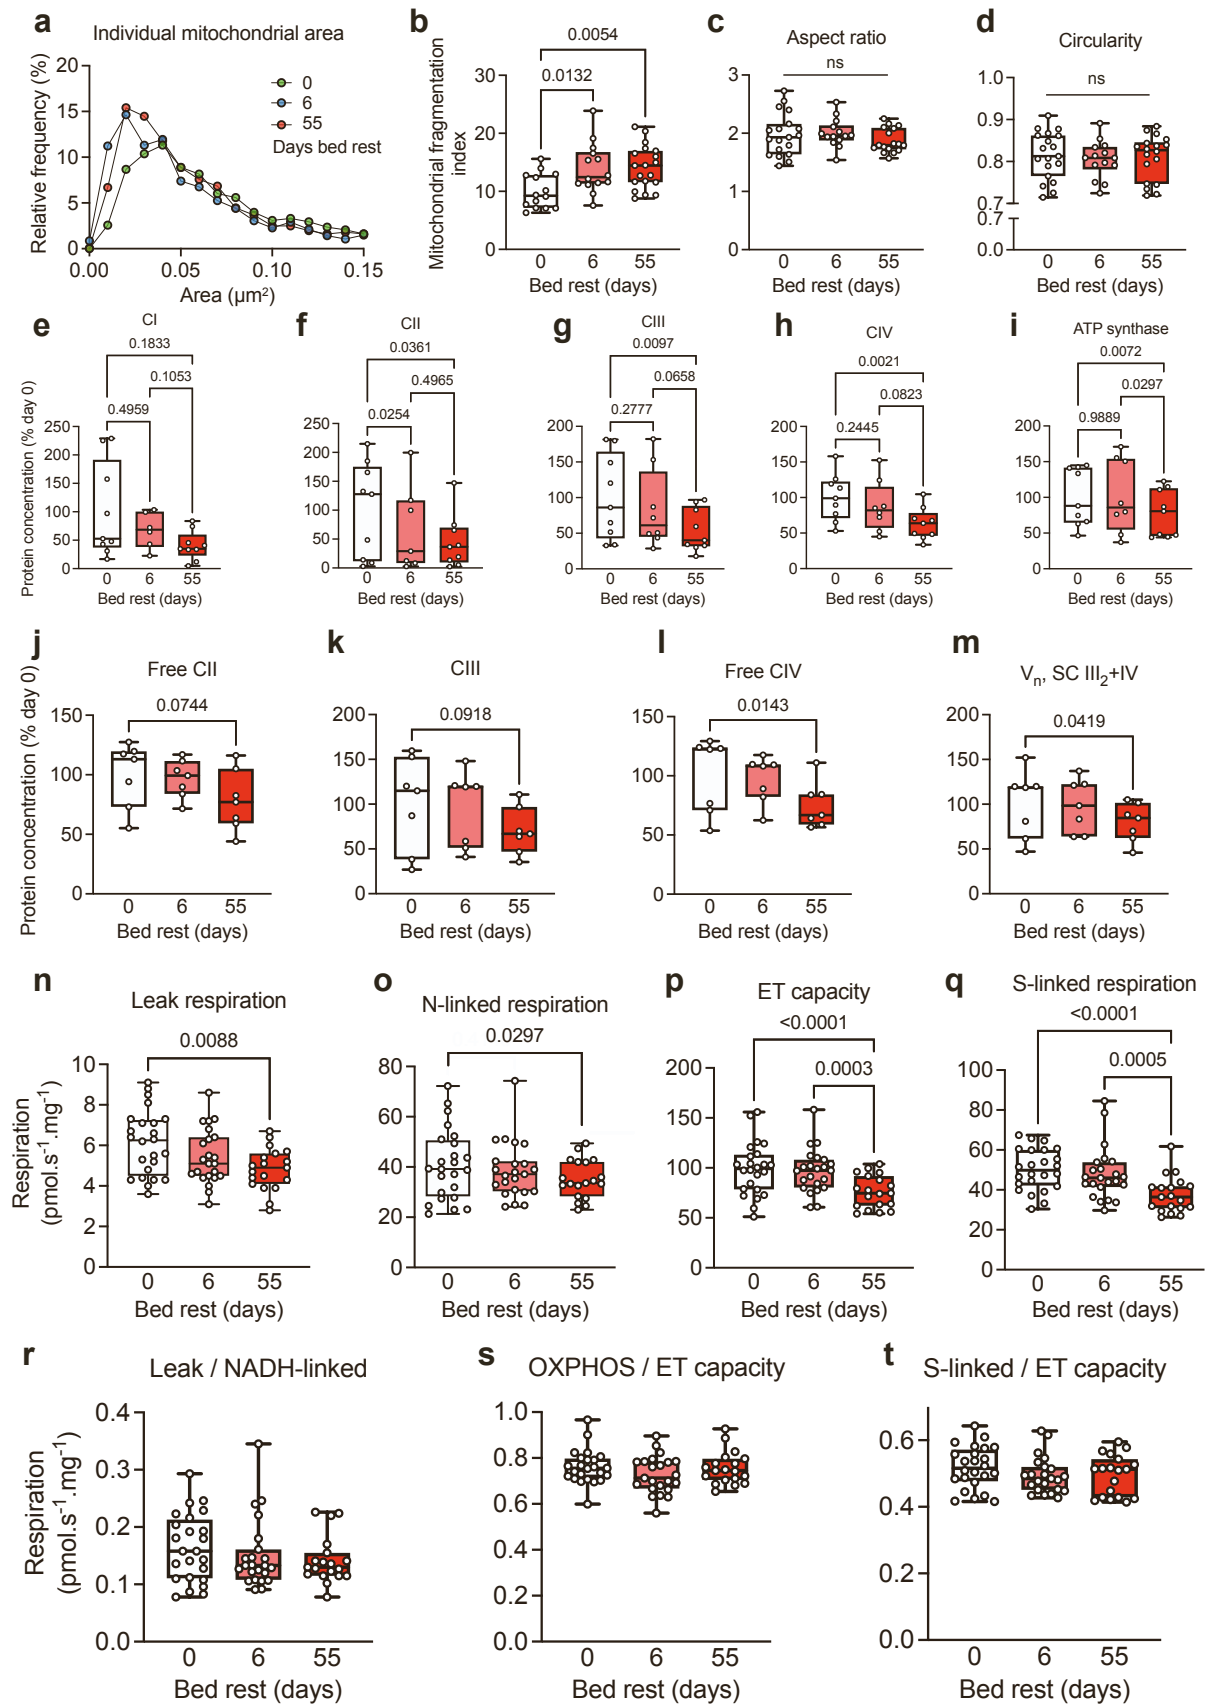 a
Individual mitochondrial area
Relative frequency (%)
20
15
10
5
0
0.00
0.05
0.10
0.15
Area (µm²)
0
6
55
Days bed rest
b
0.0054
0.0132
Mitochondrial fragmentation
index
30
20
10
0
0
6
55
Bed rest (days)
c
Aspect ratio
ns
3
2
1
0
0
6
55
Bed rest (days)
d
Circularity
ns
1.0
0.9
0.8
0.7
0.7
0.0
0
6
55
Bed rest (days)
e
CI
0.1833
0.1053
0.4959
Protein concentration (% day 0)
250
200
150
100
50
0
0
6
55
Bed rest (days)
f
CII
0.0361
0.4965
0.0254
250
200
150
100
50
0
0
6
55
Bed rest (days)
g
CIII
0.0097
0.0658
0.2777
200
150
100
50
0
0
6
55
Bed rest (days)
h
CIV
0.0021
0.0823
0.2445
200
150
100
50
0
0
6
55
Bed rest (days)
i
ATP synthase
0.0072
0.0297
0.9889
200
150
100
50
0
0
6
55
Bed rest (days)
j
Free CII
0.0744
Protein concentration (% day 0)
150
100
50
0
0
6
55
Bed rest (days)
k
CIII
0.0918
200
150
100
50
0
0
6
55
Bed rest (days)
l
Free CIV
0.0143
150
100
50
0
0
6
55
Bed rest (days)
m
Vₙ, SC III₂+IV
0.0419
200
150
100
50
0
0
6
55
Bed rest (days)
n
Leak respiration
0.0088
Respiration
(pmol.s⁻¹.mg⁻¹)
10
8
6
4
2
0
0
6
55
Bed rest (days)
o
N-linked respiration
0.0297
80
60
40
20
0
0
6
55
Bed rest (days)
p
ET capacity
<0.0001
0.0003
200
150
100
50
0
0
6
55
Bed rest (days)
q
S-linked respiration
<0.0001
0.0005
100
80
60
40
20
0
0
6
55
Bed rest (days)
r
Leak / NADH-linked
Respiration
(pmol.s⁻¹.mg⁻¹)
0.4
0.3
0.2
0.1
0.0
0
6
55
Bed rest (days)
s
OXPHOS / ET capacity
1.0
0.8
0.6
0.4
0.2
0.0
0
6
55
Bed rest (days)
t
S-linked / ET capacity
0.6
0.4
0.2
0.0
0
6
55
Bed rest (days)